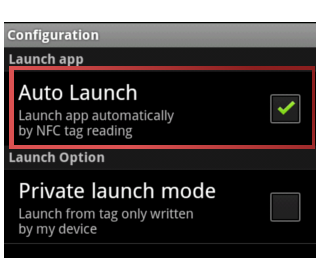 Configuration
Launch app
Auto Launch
Launch app automatically
by NFC tag reading
Launch Option
Private launch mode
Launch from tag only written
by my device